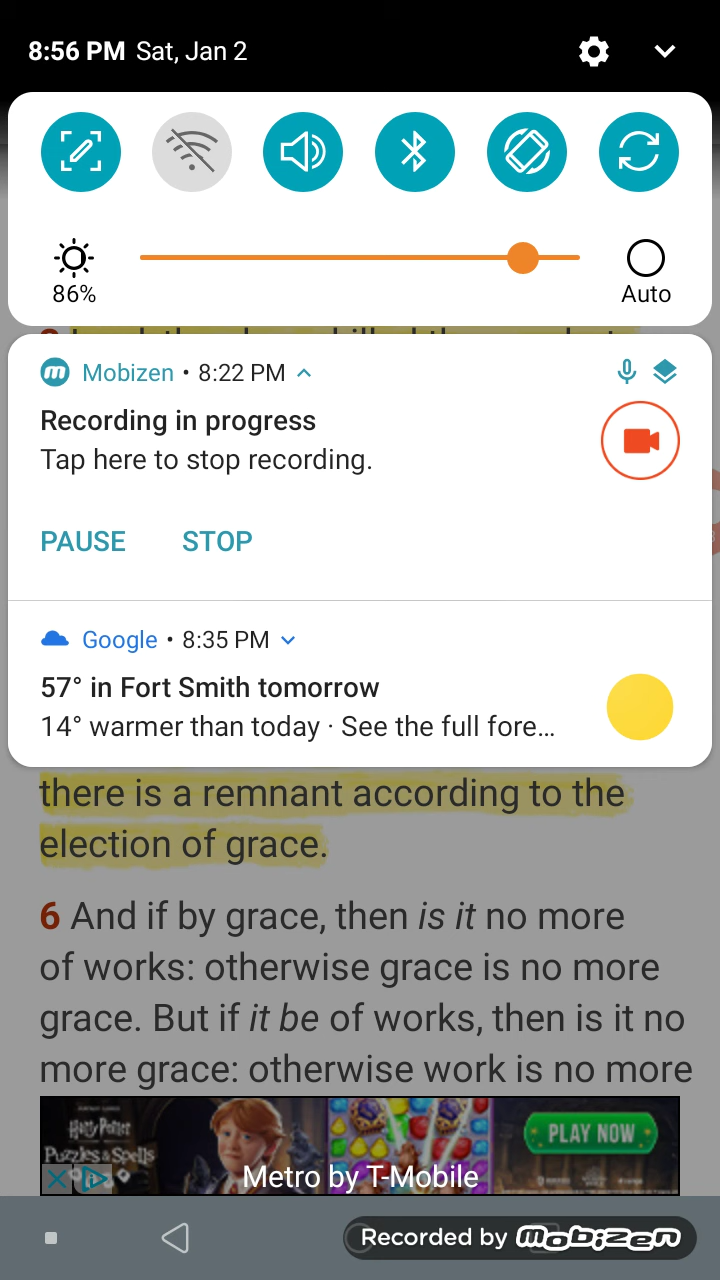 8:56 PM Sat, Jan 2
86%
Auto
Mobizen • 8:22 PM
Recording in progress
Tap here to stop recording.
PAUSE STOP
Google • 8:35 PM
57° in Fort Smith tomorrow
14° warmer than today · See the full fore...
there is a remnant according to the
election of grace.
6 And if by grace, then is it no more
of works: otherwise grace is no more
grace. But if it be of works, then is it no
more grace: otherwise work is no more
Harry Potter
Puzzles & Spells
PLAY NOW
Metro by T-Mobile
Recorded by mobizen